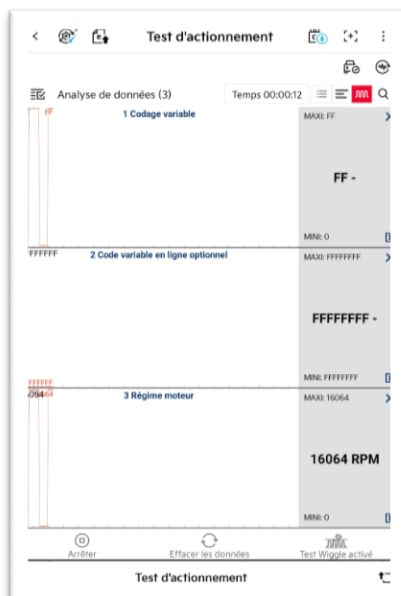 Test d'actionnement
Analyse de données (3)
Temps 00:00:12
FF
1 Codage variable
MAXI: FF
FF -
MINI: 0
FFFFFF
2 Code variable en ligne optionnel
MAXI: FFFFFFFF
FFFFFFFF -
FFFFFF
MINI: FFFFFFFF
3 Régime moteur
MAXI: 16064
16064 RPM
MINI: 0
Arrêter
Effacer les données
Test Wiggle activé
Test d'actionnement